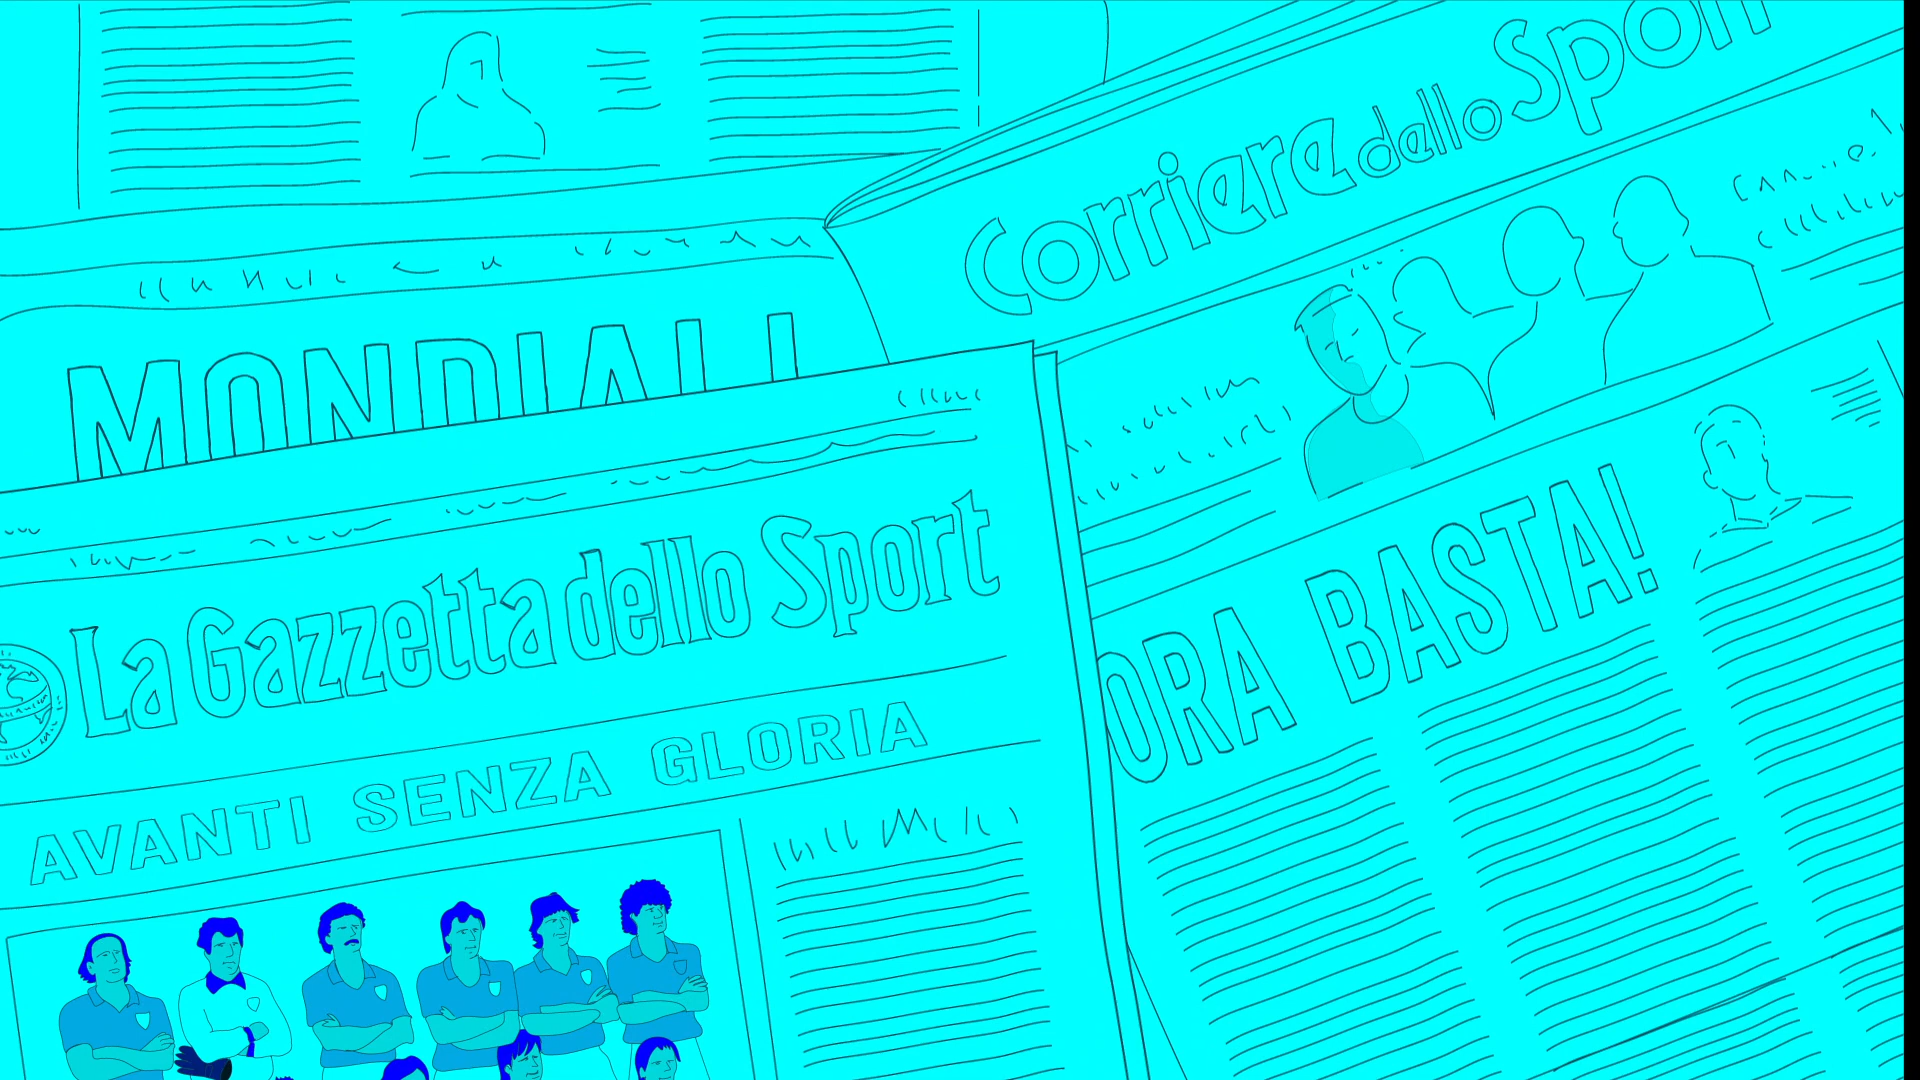 Corriere dello Sport
MONDIALI
La Gazzetta dello Sport
ORA BASTA!
AVANTI SENZA GLORIA